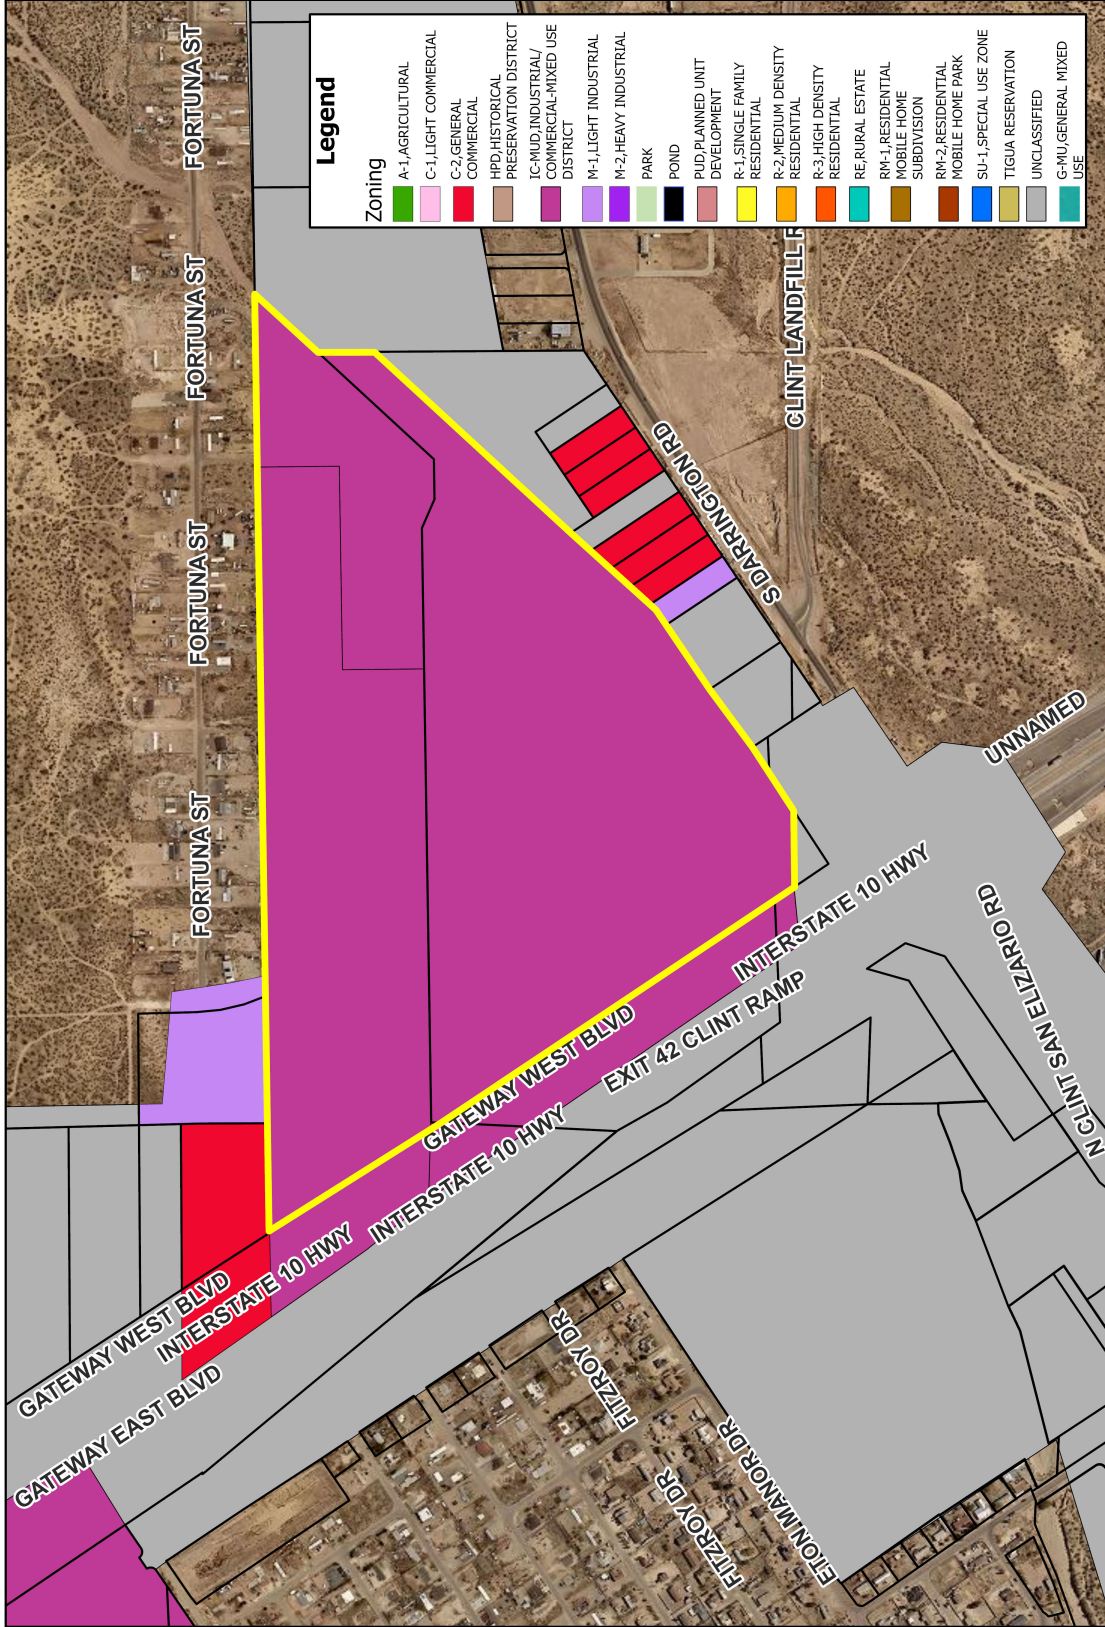 Legend
Zoning
A-1,AGRICULTURAL
C-1,LIGHT COMMERCIAL
C-2,GENERAL
COMMERCIAL
HPD,HISTORICAL
PRESERVATION DISTRICT
IC-MUD,INDUSTRIAL/
COMMERCIAL-MIXED USE
DISTRICT
M-1,LIGHT INDUSTRIAL
M-2,HEAVY INDUSTRIAL
PARK
POND
PUD,PLANNED UNIT
DEVELOPMENT
R-1,SINGLE FAMILY
RESIDENTIAL
R-2,MEDIUM DENSITY
RESIDENTIAL
R-3,HIGH DENSITY
RESIDENTIAL
RE,RURAL ESTATE
RM-1,RESIDENTIAL
MOBILE HOME
SUBDIVISION
RM-2,RESIDENTIAL
MOBILE HOME PARK
SU-1,SPECIAL USE ZONE
TIGUA RESERVATION
UNCLASSIFIED
G-MU,GENERAL MIXED
USE
FORTUNA ST
FORTUNA ST
FORTUNA ST
FORTUNA ST
CLINT LANDFILL R
S DARRINGTON RD
UNNAMED
INTERSTATE 10 HWY
N CLINT SAN ELIZARIO RD
EXIT 42 CLINT RAMP
GATEWAY WEST BLVD
INTERSTATE 10 HWY
INTERSTATE 10 HWY
GATEWAY WEST BLVD
GATEWAY EAST BLVD
FITZROY DR
FITZROY DR
ETON MANOR DR